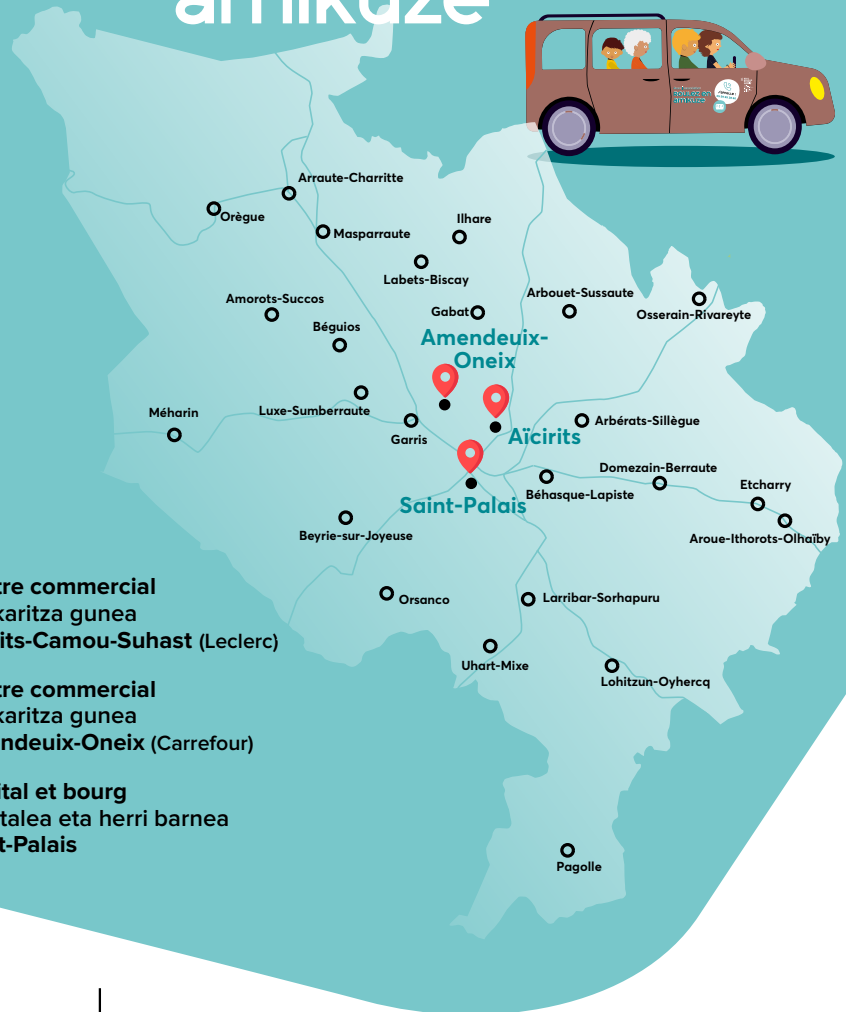 amikuze
Arraute-Charritte
Orègue
Masparraute
Ilhare
Labets-Biscay
Amorots-Succos
Béguios
Gabat
Arbouet-Sussaute
Osserain-Rivareyte
Amendeuix-
Oneix
Méharin
Luxe-Sumberraute
Garris
Aïcirits
Arbérats-Sillègue
Domezain-Berraute
Béhasque-Lapiste
Etcharry
Saint-Palais
Aroue-Ithorots-Olhaïby
Beyrie-sur-Joyeuse
Orsanco
Larribar-Sorhapuru
Uhart-Mixe
Lohitzun-Oyhercq
Pagolle
tre commercial
karitza gunea
its-Camou-Suhast (Leclerc)
tre commercial
karitza gunea
ndeuix-Oneix (Carrefour)
ital et bourg
talea eta herri barnea
t-Palais